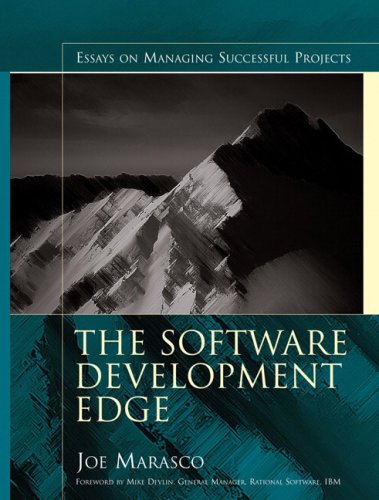 Essays on Managing Successful Projects
The Software
Development
Edge
Joe Marasco
Foreword by Mike Devlin, General Manager, Rational Software, IBM